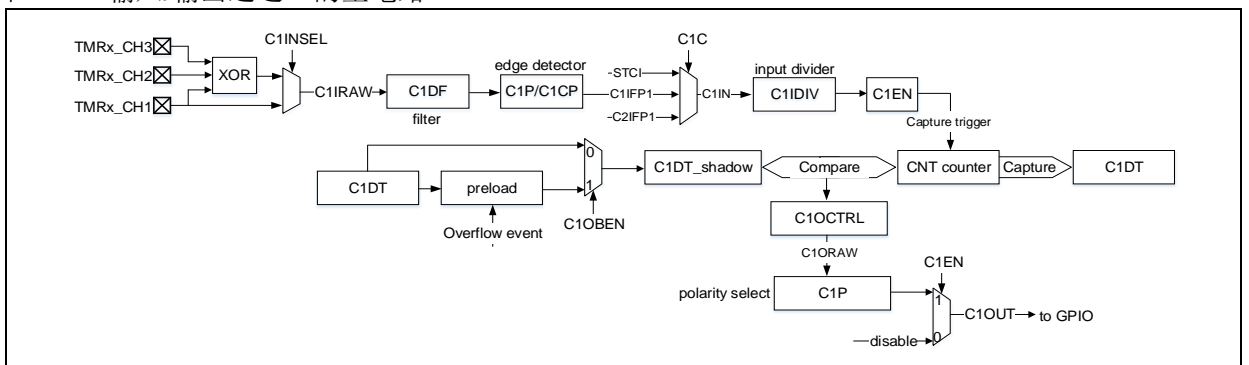 C1INSEL
C1C
TMRx_CH3
TMRx_CH2
TMRx_CH1
XOR
C1IRAW
C1DF
filter
edge detector
C1P/C1CP
STCI
C1IFP1
C2IFP1
C1IN
input divider
C1IDIV
C1EN
Capture trigger
C1DT
preload
Overflow event
0
1
C1OBEN
C1DT_shadow
Compare
CNT counter
Capture
C1DT
C1OCTRL
C1ORAW
polarity select
C1P
C1EN
1
0
disable
C1OUT
to GPIO